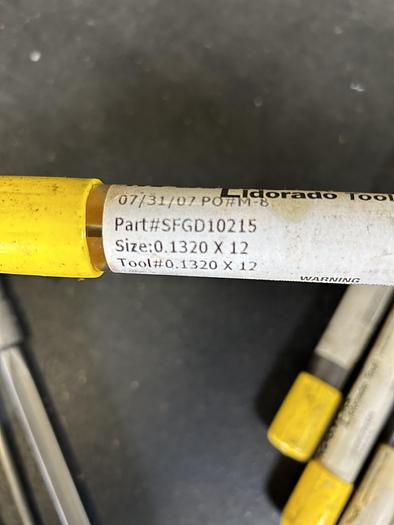 Eldorado Tool
07/31/07 PO#M-8
Part#SFGD10215
Size:0.1320 X 12
Tool#0.1320 X 12
WARNING